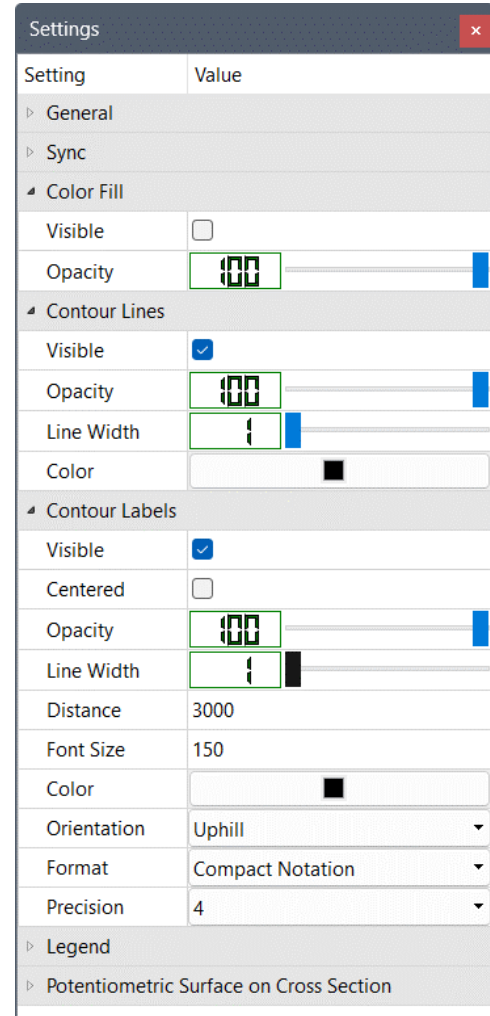 Settings
Setting Value
General
Sync
Color Fill
Visible
Opacity 100
Contour Lines
Visible
Opacity 100
Line Width 1
Color
Contour Labels
Visible
Centered
Opacity 100
Line Width 1
Distance 3000
Font Size 150
Color
Orientation Uphill
Format Compact Notation
Precision 4
Legend
Potentiometric Surface on Cross Section